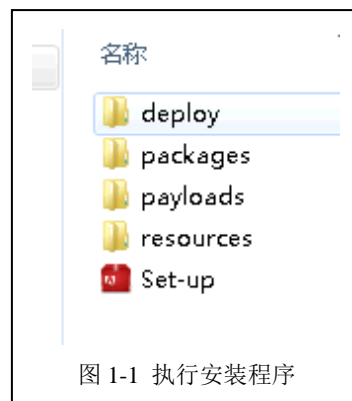 名称
deploy
packages
payloads
resources
Set-up
图 1-1 执行安装程序